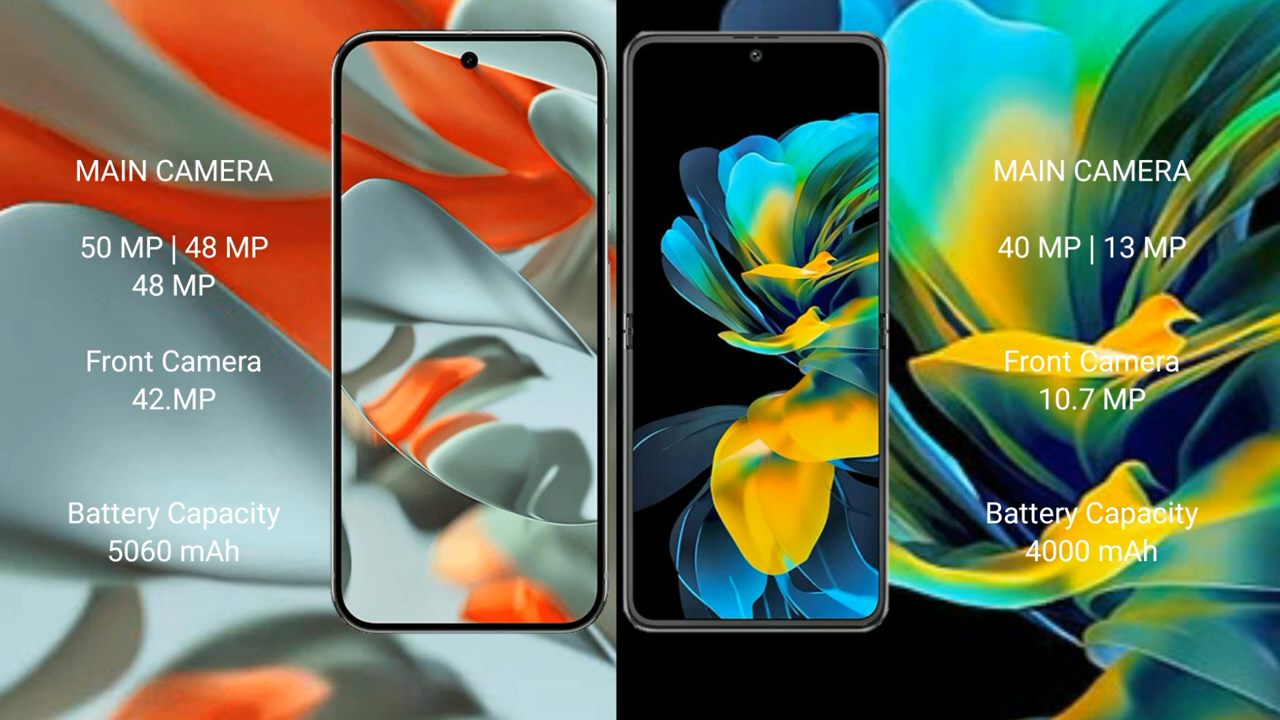 MAIN CAMERA
50 MP | 48 MP
48 MP
Front Camera
42.MP
Battery Capacity
5060 mAh
MAIN CAMERA
40 MP | 13 MP
Front Camera
10.7 MP
Battery Capacity
4000 mAh